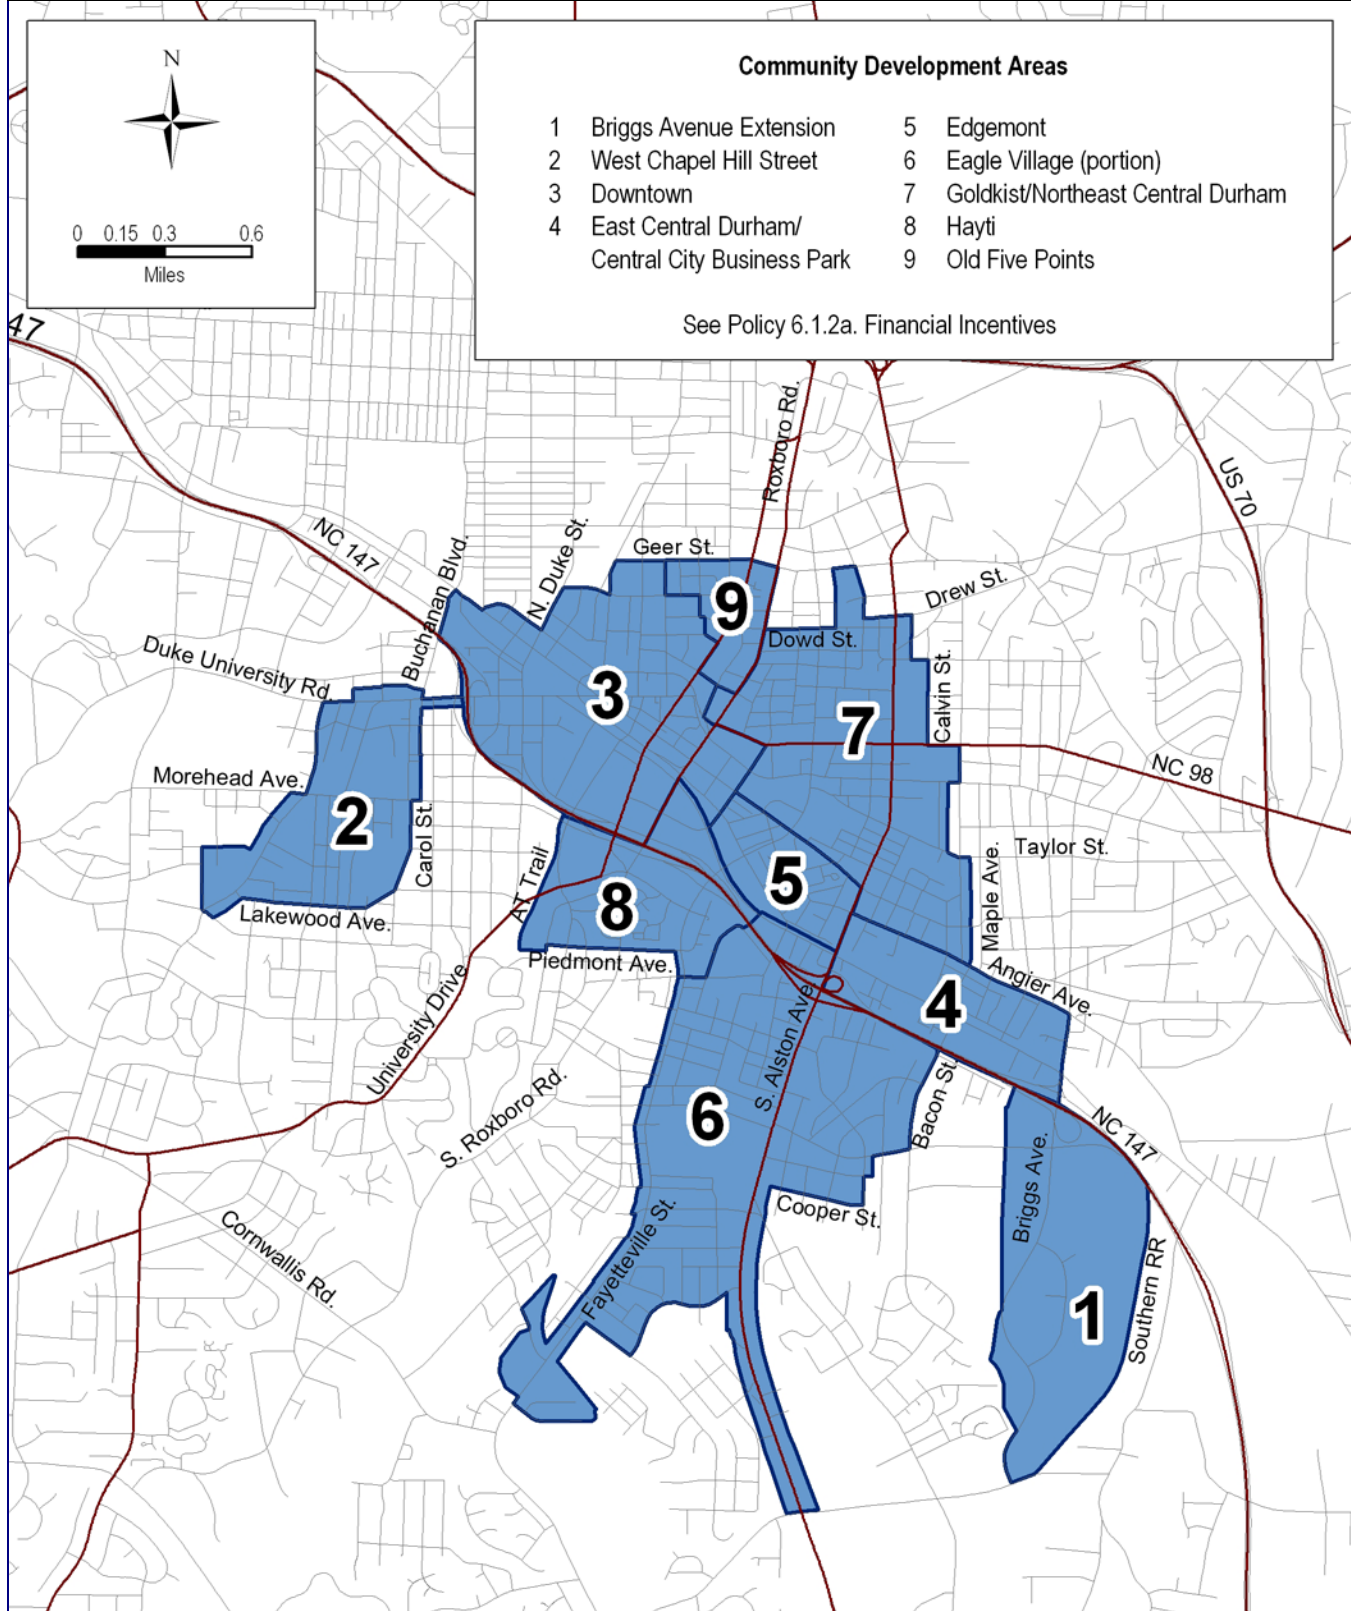 N
0 0.15 0.3 0.6
Miles
Community Development Areas
1 Briggs Avenue Extension
2 West Chapel Hill Street
3 Downtown
4 East Central Durham/
Central City Business Park
5 Edgemont
6 Eagle Village (portion)
7 Goldkist/Northeast Central Durham
8 Hayti
9 Old Five Points
See Policy 6.1.2a. Financial Incentives
47
Roxboro Rd.
US 70
NC 147
Buchanan Blvd.
N. Duke St.
Geer St.
9
Drew St.
Dowd St.
Duke University Rd.
3
Calvin St.
7
NC 98
Morehead Ave.
2
Carol St.
Taylor St.
AT Trail
8
5
Maple Ave.
Lakewood Ave.
Piedmont Ave.
Angier Ave.
4
University Drive
S. Alston Ave.
S. Roxboro Rd.
6
Bacon St.
NC 147
Briggs Ave.
Cooper St.
Cornwallis Rd.
Fayetteville St.
1
Southern RR